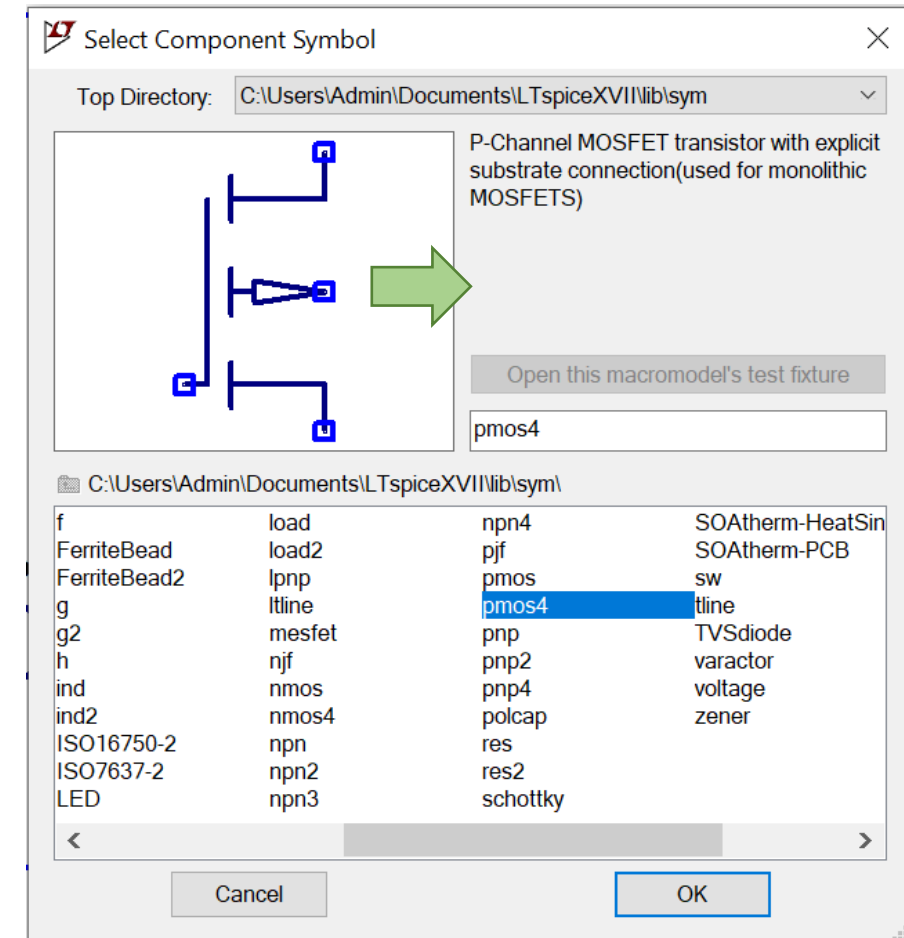 Select Component Symbol
Top Directory: C:\Users\Admin\Documents\LTspiceXVII\lib\sym
P-Channel MOSFET transistor with explicit
substrate connection(used for monolithic
MOSFETS)
Open this macromodel's test fixture
pmos4
C:\Users\Admin\Documents\LTspiceXVII\lib\sym\
f load npn4 SOAtherm-HeatSin
FerriteBead load2 pjf SOAtherm-PCB
FerriteBead2 lpnp pmos sw
g ltline pmos4 tline
g2 mesfet pnp TVSdiode
h njf pnp2 varactor
ind nmos pnp4 voltage
ind2 nmos4 polcap zener
ISO16750-2 npn res
ISO7637-2 npn2 res2
LED npn3 schottky
Cancel OK